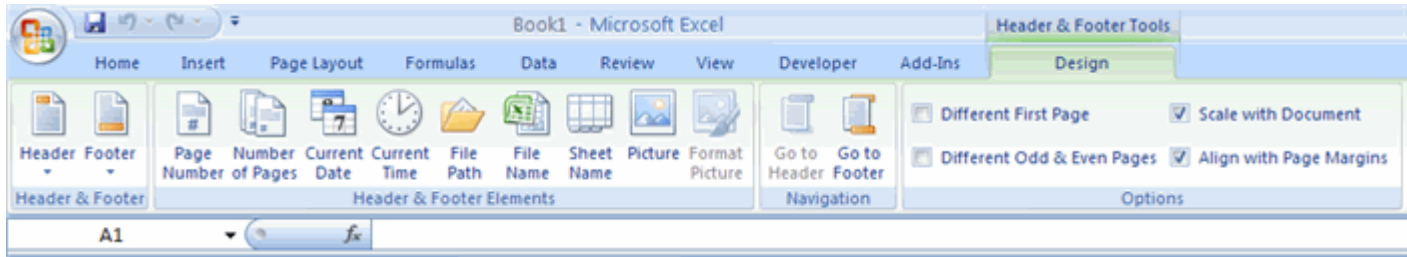 Book1 - Microsoft Excel
Header & Footer Tools
Home Insert Page Layout Formulas Data Review View Developer Add-Ins Design
Different First Page Scale with Document
Header Footer Page Number Current Current File File Sheet Picture Format Go to Go to
Different Odd & Even Pages Align with Page Margins
Number of Pages Date Time Path Name Name Picture Header Footer
Header & Footer Header & Footer Elements Navigation Options
A1 fx